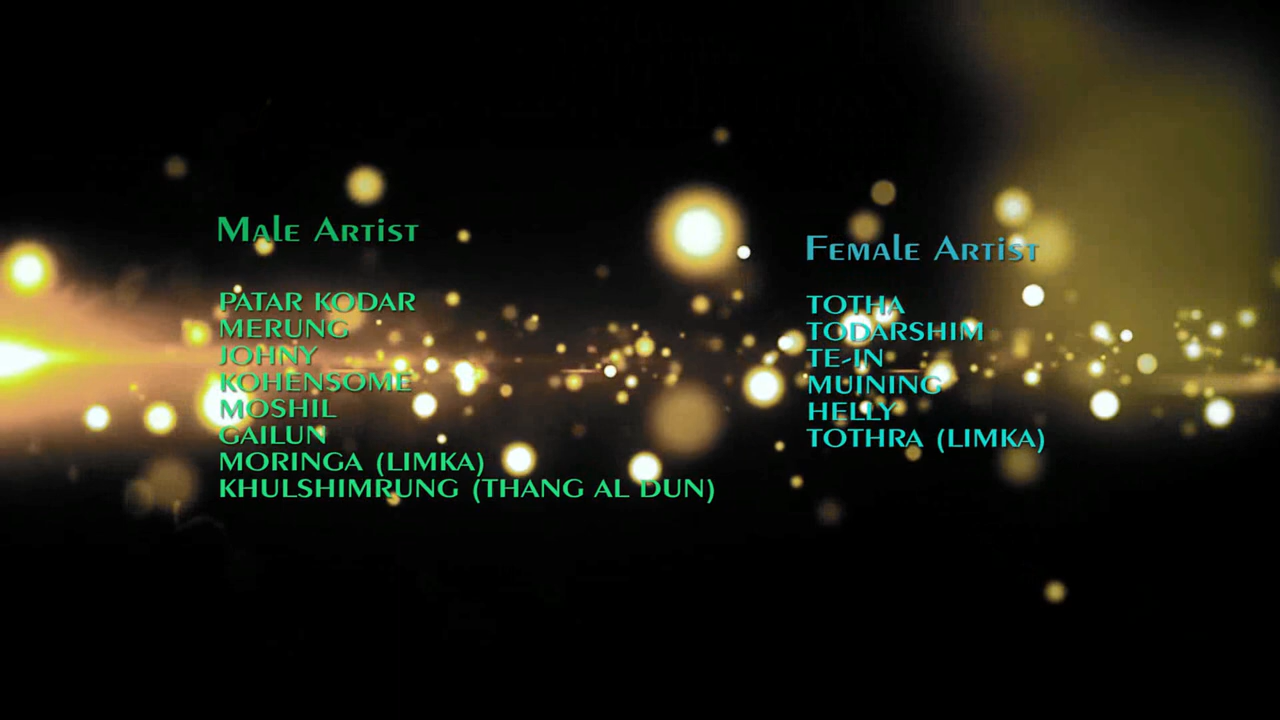 Male Artist
PATAR KODAR
MERUNG
JOHNY
KOHENSOME
MOSHIL
GAILUN
MORINGA (LIMKA)
KHULSHIMRUNG (THANG AL DUN)
Female Artist
TOTHA
TODARSHIM
TE-IN
MUINING
HELLY
TOTHRA (LIMKA)